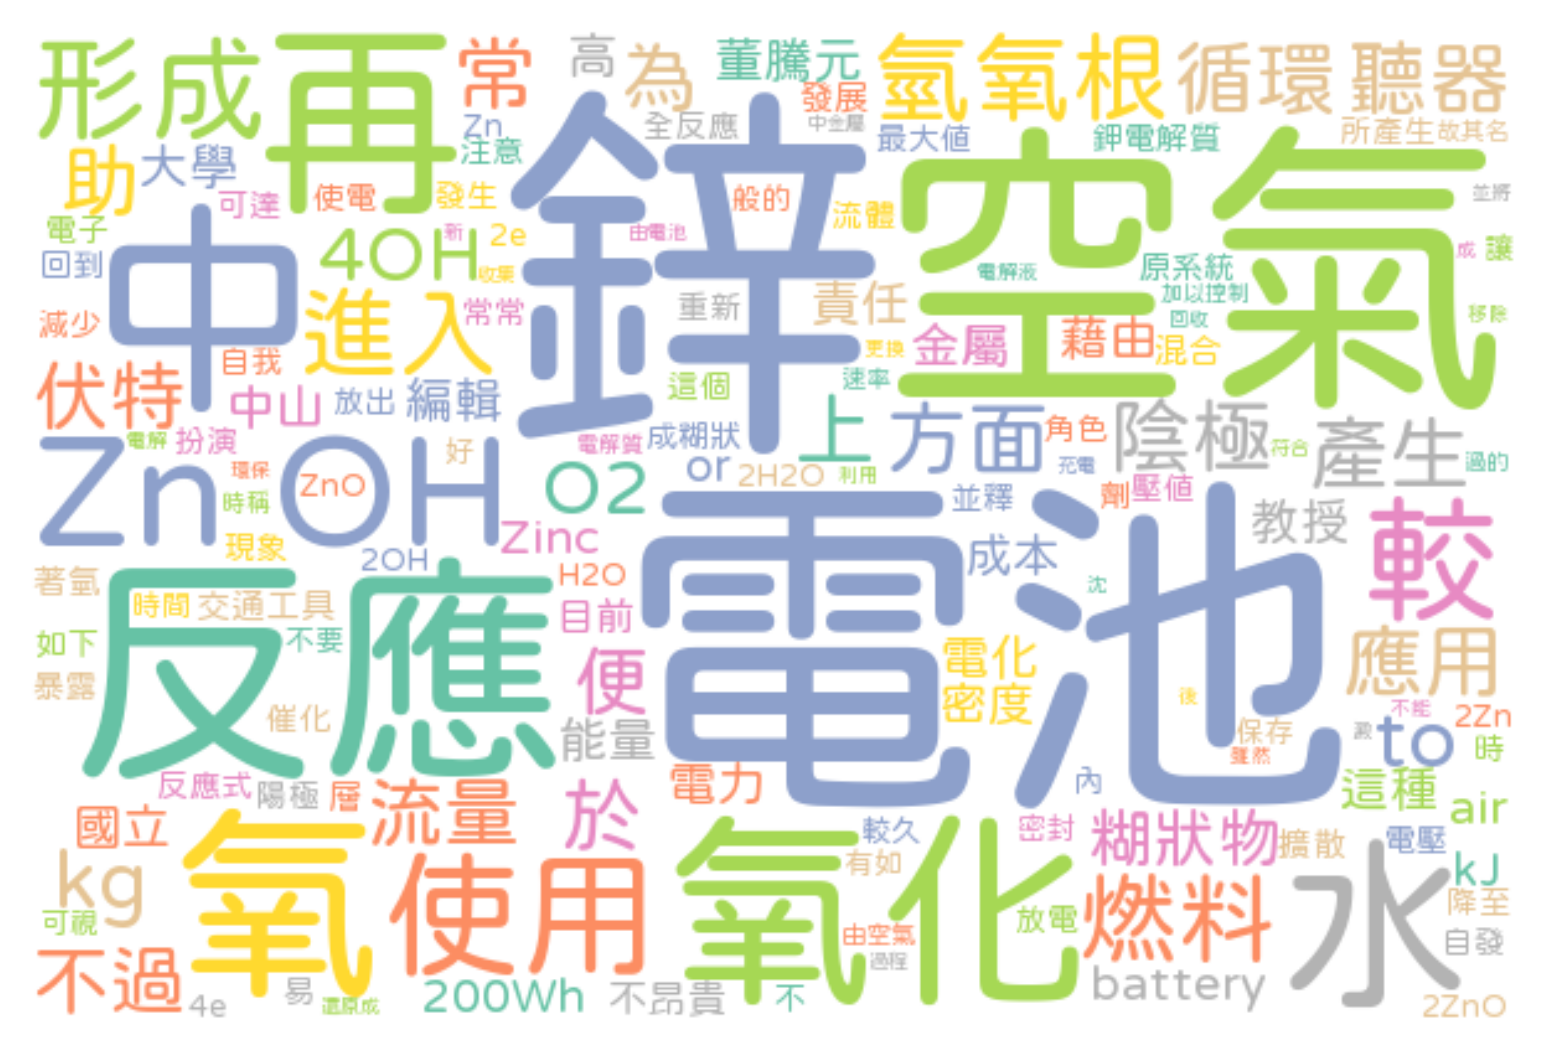 形成 再 常 高 為 董騰元 氫氧根 循環 聽器
Zn 全反應 發展 中金屬 最大值 鉀電解質 所產生 故其名
助 大學 注意 鋅 空氣
可達 使電 發生 般的 流體 並將
電子 中 4OH 新 2e 由電池 成 讓
回到 收集 電解液 原系統
減少 進入 常常 重新 責任 加以控制 移除
自我 更換 金屬 藉由 混合 回收
伏特 中山 放出 編輯 這個 速率
Zn OH 電解 扮演 好 電解質 成糊狀 上 方面 角色 陰極 符合 產生 過的
環保 ZnO 時稱 O2 or 2H2O 利用 充電 並釋 劑 壓值 教授 較
現象 2OH Zinc 電池 成本
著氫 H2O 沈
時間 交通工具 目前
如下 反應 不要 電化 應用
暴露 便 密度 後 不能
催化 能量 保存 雖然 to 2Zn 時
反應式 陽極 層 流量 於 電力 內 這種 air
國立 較久 密封 糊狀物 擴散 電壓
kg 氧 使用 氧化 有如 燃料 水 kJ
可視 由空氣 放電 降至
不過 過程 自發
4e 易 還原成 200Wh 不昂貴 不 battery 2ZnO